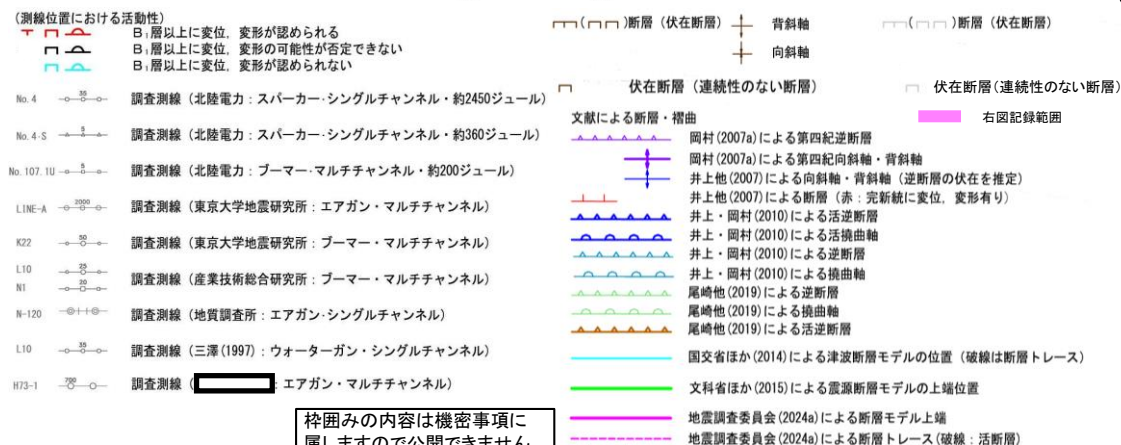 (測線位置における活動性)
B₁層以上に変位、変形が認められる
B₁層以上に変位、変形の可能性が否定できない
B₁層以上に変位、変形が認められない
No.4 35 調査測線(北陸電力:スパーカー・シングルチャンネル・約2450ジュール)
No.4-S 5 調査測線(北陸電力:スパーカー・シングルチャンネル・約360ジュール)
No.107.1U 5 調査測線(北陸電力:ブーマー・マルチチャンネル・約200ジュール)
LINE-A 2000 調査測線(東京大学地震研究所:エアガン・マルチチャンネル)
K22 50 調査測線(東京大学地震研究所:ブーマー・マルチチャンネル)
L10 25
N1 20
調査測線(産業技術総合研究所:ブーマー・マルチチャンネル)
N-120 調査測線(地質調査所:エアガン・シングルチャンネル)
L10 35 調査測線(三澤(1997):ウォーターガン・シングルチャンネル)
H73-1 700 調査測線( :エアガン・マルチチャンネル)
枠囲みの内容は機密事項に
属しますので公開できません
( )断層(伏在断層)
背斜軸
向斜軸
( )断層(伏在断層)
伏在断層(連続性のない断層)
伏在断層(連続性のない断層)
右図記録範囲
文献による断層・褶曲
岡村(2007a)による第四紀逆断層
岡村(2007a)による第四紀向斜軸・背斜軸
井上他(2007)による向斜軸・背斜軸(逆断層の伏在を推定)
井上他(2007)による断層(赤:完新統に変位、変形有り)
井上・岡村(2010)による活逆断層
井上・岡村(2010)による活撓曲軸
井上・岡村(2010)による逆断層
井上・岡村(2010)による撓曲軸
尾崎他(2019)による逆断層
尾崎他(2019)による撓曲軸
尾崎他(2019)による活逆断層
国交省ほか(2014)による津波断層モデルの位置(破線は断層トレース)
文科省ほか(2015)による震源断層モデルの上端位置
地震調査委員会(2024a)による断層モデル上端
地震調査委員会(2024a)による断層トレース(破線:活断層)